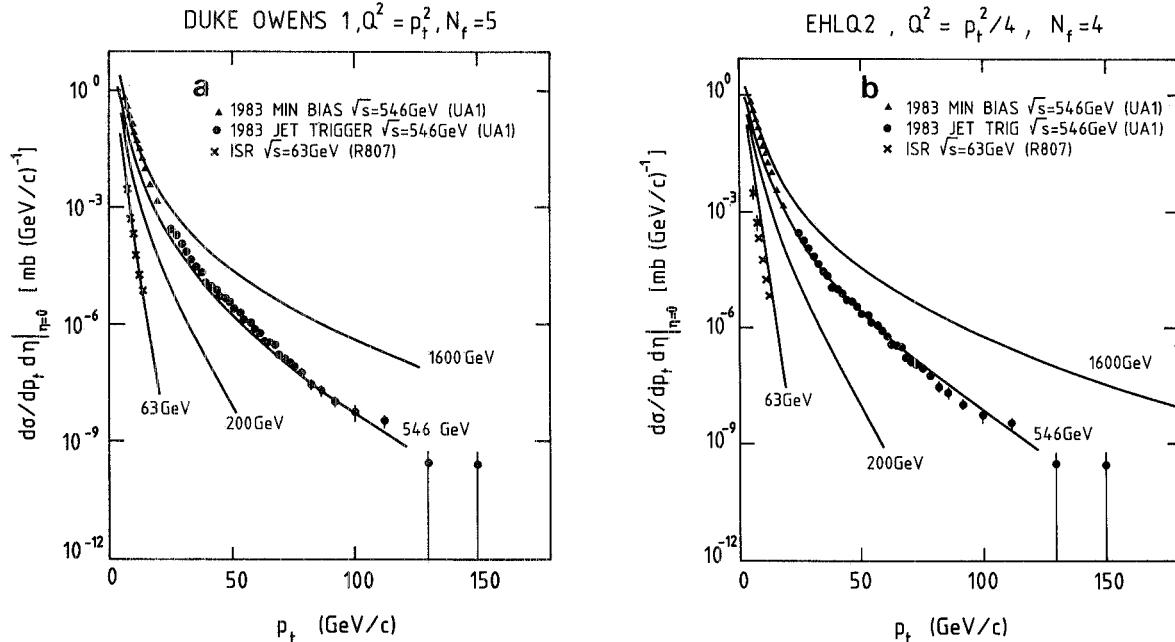 DUKE OWENS 1, Q² = pₜ², N_f = 5
a
▲ 1983 MIN BIAS √s=546GeV (UA1)
● 1983 JET TRIGGER √s=546GeV (UA1)
× ISR √s=63GeV (R807)
dσ/dpₜ dη|η=0 [mb (GeV/c)⁻¹]
10⁰
10⁻³
10⁻⁶
10⁻⁹
10⁻¹²
1600 GeV
63GeV
200GeV
546 GeV
0
50
100
150
pₜ (GeV/c)
EHLQ2 , Q² = pₜ²/4 , N_f = 4
b
▲ 1983 MIN BIAS √s=546GeV (UA1)
● 1983 JET TRIG √s=546GeV (UA1)
× ISR √s=63GeV (R807)
dσ/dpₜ dη|η=0 [mb (GeV/c)⁻¹]
10⁰
10⁻³
10⁻⁶
10⁻⁹
10⁻¹²
1600GeV
63GeV
546GeV
200GeV
0
50
100
150
pₜ (GeV/c)